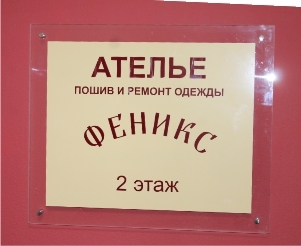 АТЕЛЬЕ
ПОШИВ И РЕМОНТ ОДЕЖДЫ
ФЕНИКС
2 этаж